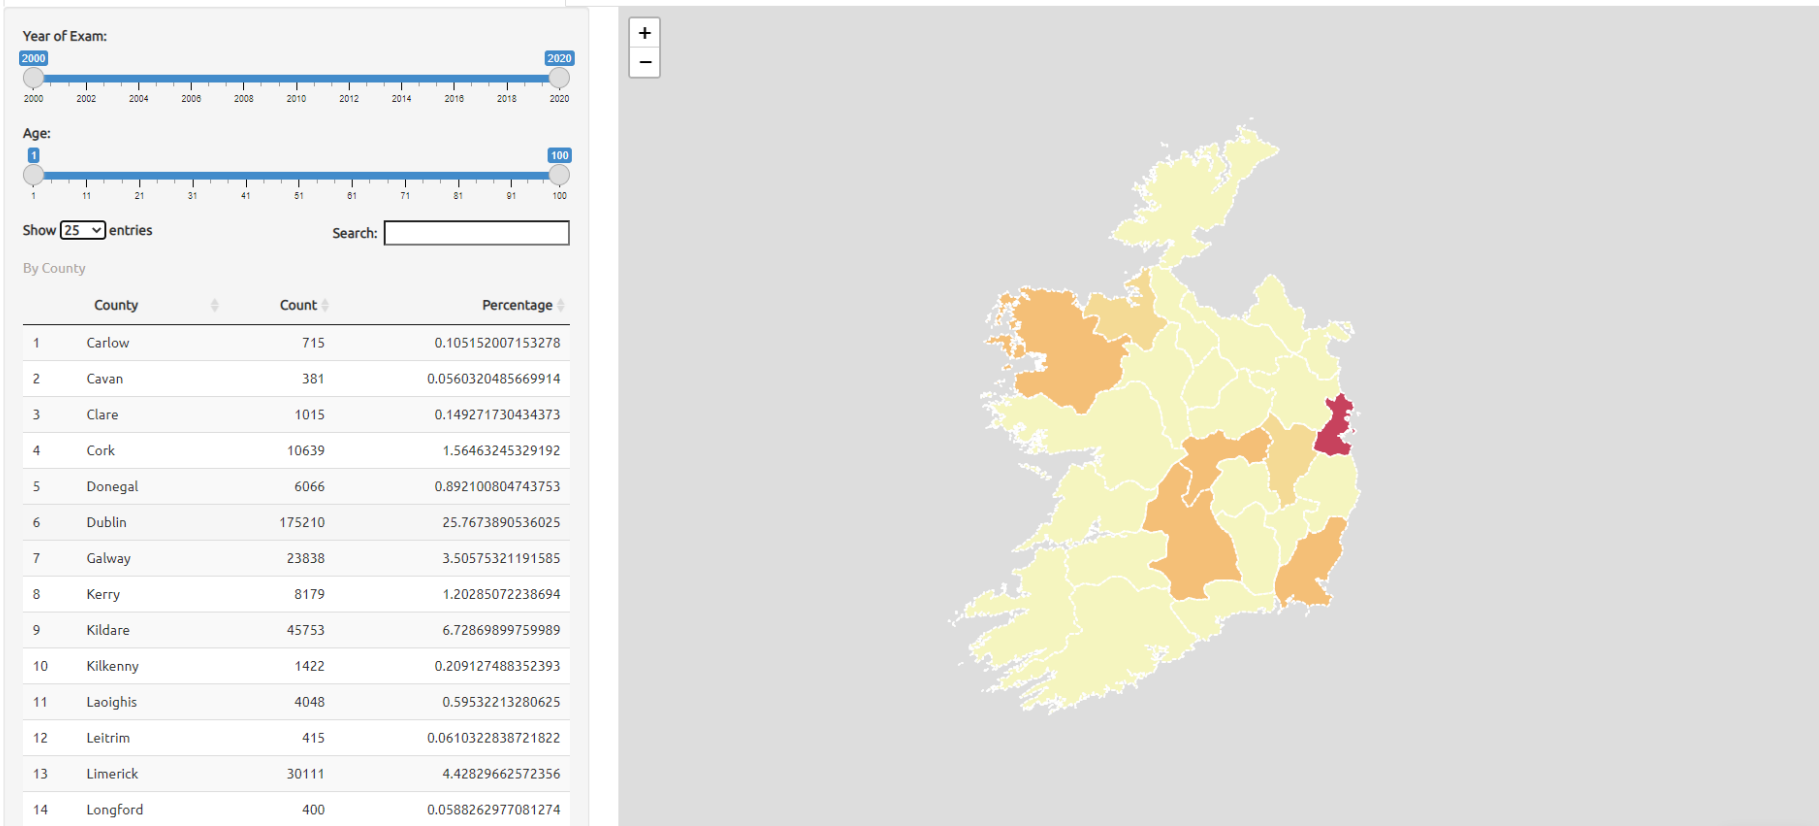 Year of Exam:
2000 2020
2000 2002 2004 2006 2008 2010 2012 2014 2016 2018 2020
Age:
1 100
1 11 21 31 41 51 61 71 81 91 100
Show 25 entries Search:
By County
County Count Percentage
1 Carlow 715 0.105152007153278
2 Cavan 381 0.0560320485669914
3 Clare 1015 0.149271730434373
4 Cork 10639 1.56463245329192
5 Donegal 6066 0.892100804743753
6 Dublin 175210 25.7673890536025
7 Galway 23838 3.50575321191585
8 Kerry 8179 1.20285072238694
9 Kildare 45753 6.72869899759989
10 Kilkenny 1422 0.209127488352393
11 Laoighis 4048 0.59532213280625
12 Leitrim 415 0.0610322838721822
13 Limerick 30111 4.42829662572356
14 Longford 400 0.0588262977081274
+
−